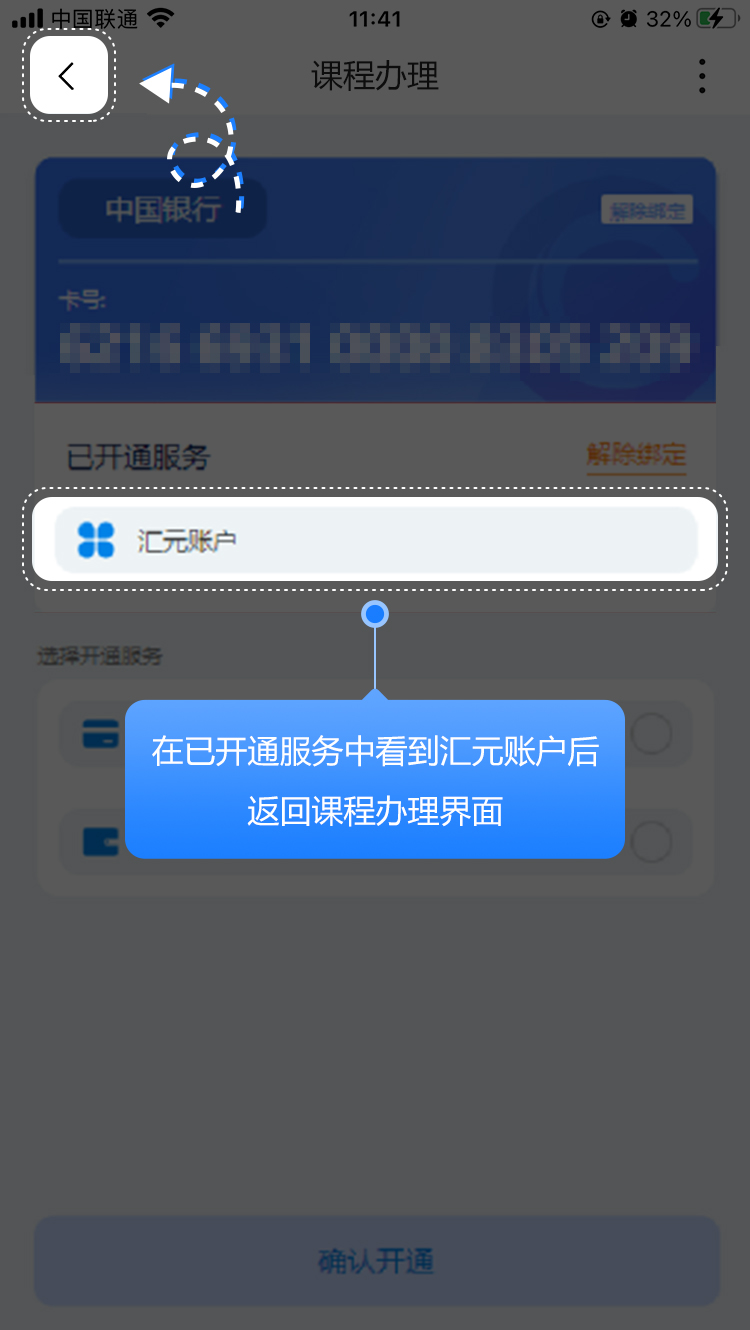 中国联通 11:41 32%
课程办理
中国银行 解除绑定
卡号:
已开通服务 解除绑定
汇元账户
选择开通服务
在已开通服务中看到汇元账户后
返回课程办理界面
确认开通